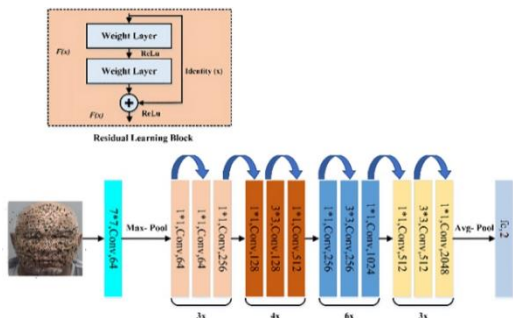 Weight Layer
F(x)
ReLu
Weight Layer
Identity (x)
F(x)
ReLu
Residual Learning Block
7*7,Conv,64
Max- Pool
1*1,Conv,64
1*1,Conv,64
1*1,Conv,256
1*1,Conv,128
3*3,Conv,128
1*1,Conv,512
1*1,Conv,256
3*3,Conv,256
1*1,Conv,1024
1*1,Conv,512
3*3,Conv,512
1*1,Conv,2048
Avg- Pool
fc,2
3x
4x
6x
3x